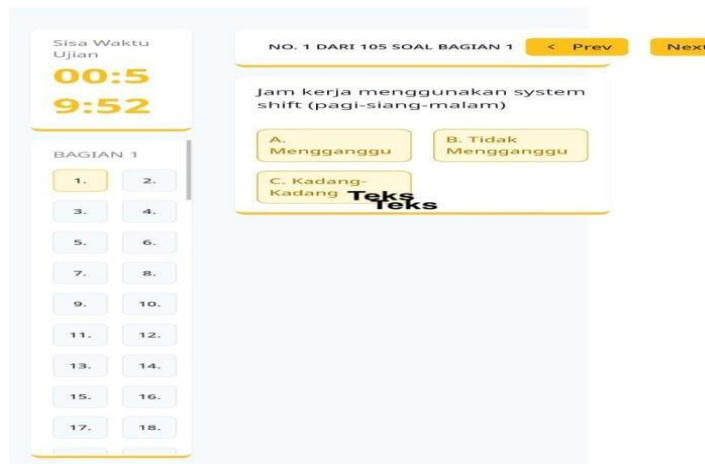 Sisa Waktu
Ujian
00:5
9:52
NO. 1 DARI 105 SOAL BAGIAN 1
< Prev
Next
Jam kerja menggunakan system
shift (pagi-siang-malam)
A.
Mengganggu
B. Tidak
Mengganggu
C. Kadang-
Kadang
Teks
Teks
BAGIAN 1
1.
2.
3.
4.
5.
6.
7.
8.
9.
10.
11.
12.
13.
14.
15.
16.
17.
18.